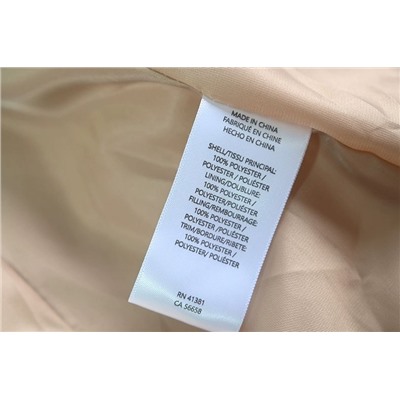 MADE IN CHINA
FABRIQUÉ EN CHINE
HECHO EN CHINA
SHELL/TISSU PRINCIPAL:
100% POLYESTER /
POLYESTER / POLIÉSTER
LINING/DOUBLURE:
100% POLYESTER /
POLYESTER/POLIÉSTER
FILLING/REMBOURRAGE:
100% POLYESTER /
POLYESTER/POLIÉSTER
TRIM/BORDURE/RIBETE:
100% POLYESTER /
POLYESTER/ POLIÉSTER
RN 41381
CA 56658